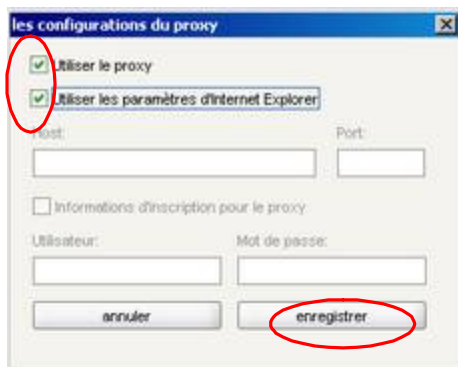 les configurations du proxy
Utiliser le proxy
Utiliser les paramètres d'Internet Explorer
Host:
Port:
Informations d'inscription pour le proxy
Utilisateur:
Mot de passe:
annuler
enregistrer